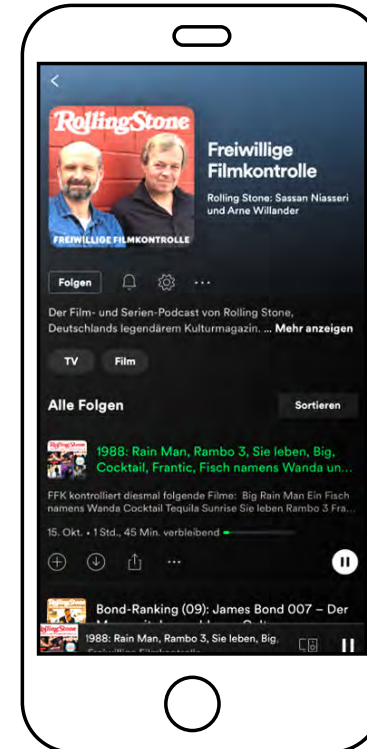 RollingStone
FREIWILLIGE FILMKONTROLLE
Freiwillige
Filmkontrolle
Rolling Stone: Sassan Niasseri
und Arne Willander
Folgen
Der Film- und Serien-Podcast von Rolling Stone,
Deutschlands legendärem Kulturmagazin. ... Mehr anzeigen
TV Film
Alle Folgen
Sortieren
1988: Rain Man, Rambo 3, Sie leben, Big,
Cocktail, Frantic, Fisch namens Wanda un...
FFK kontrolliert diesmal folgende Filme: Big Rain Man Ein Fisch
namens Wanda Cocktail Tequila Sunrise Sie leben Rambo 3 Fra...
15. Okt. • 1 Std., 45 Min. verbleibend
Bond-Ranking (09): James Bond 007 – Der
1988: Rain Man, Rambo 3, Sie leben, Big,
Freiwillige Filmkontrolle